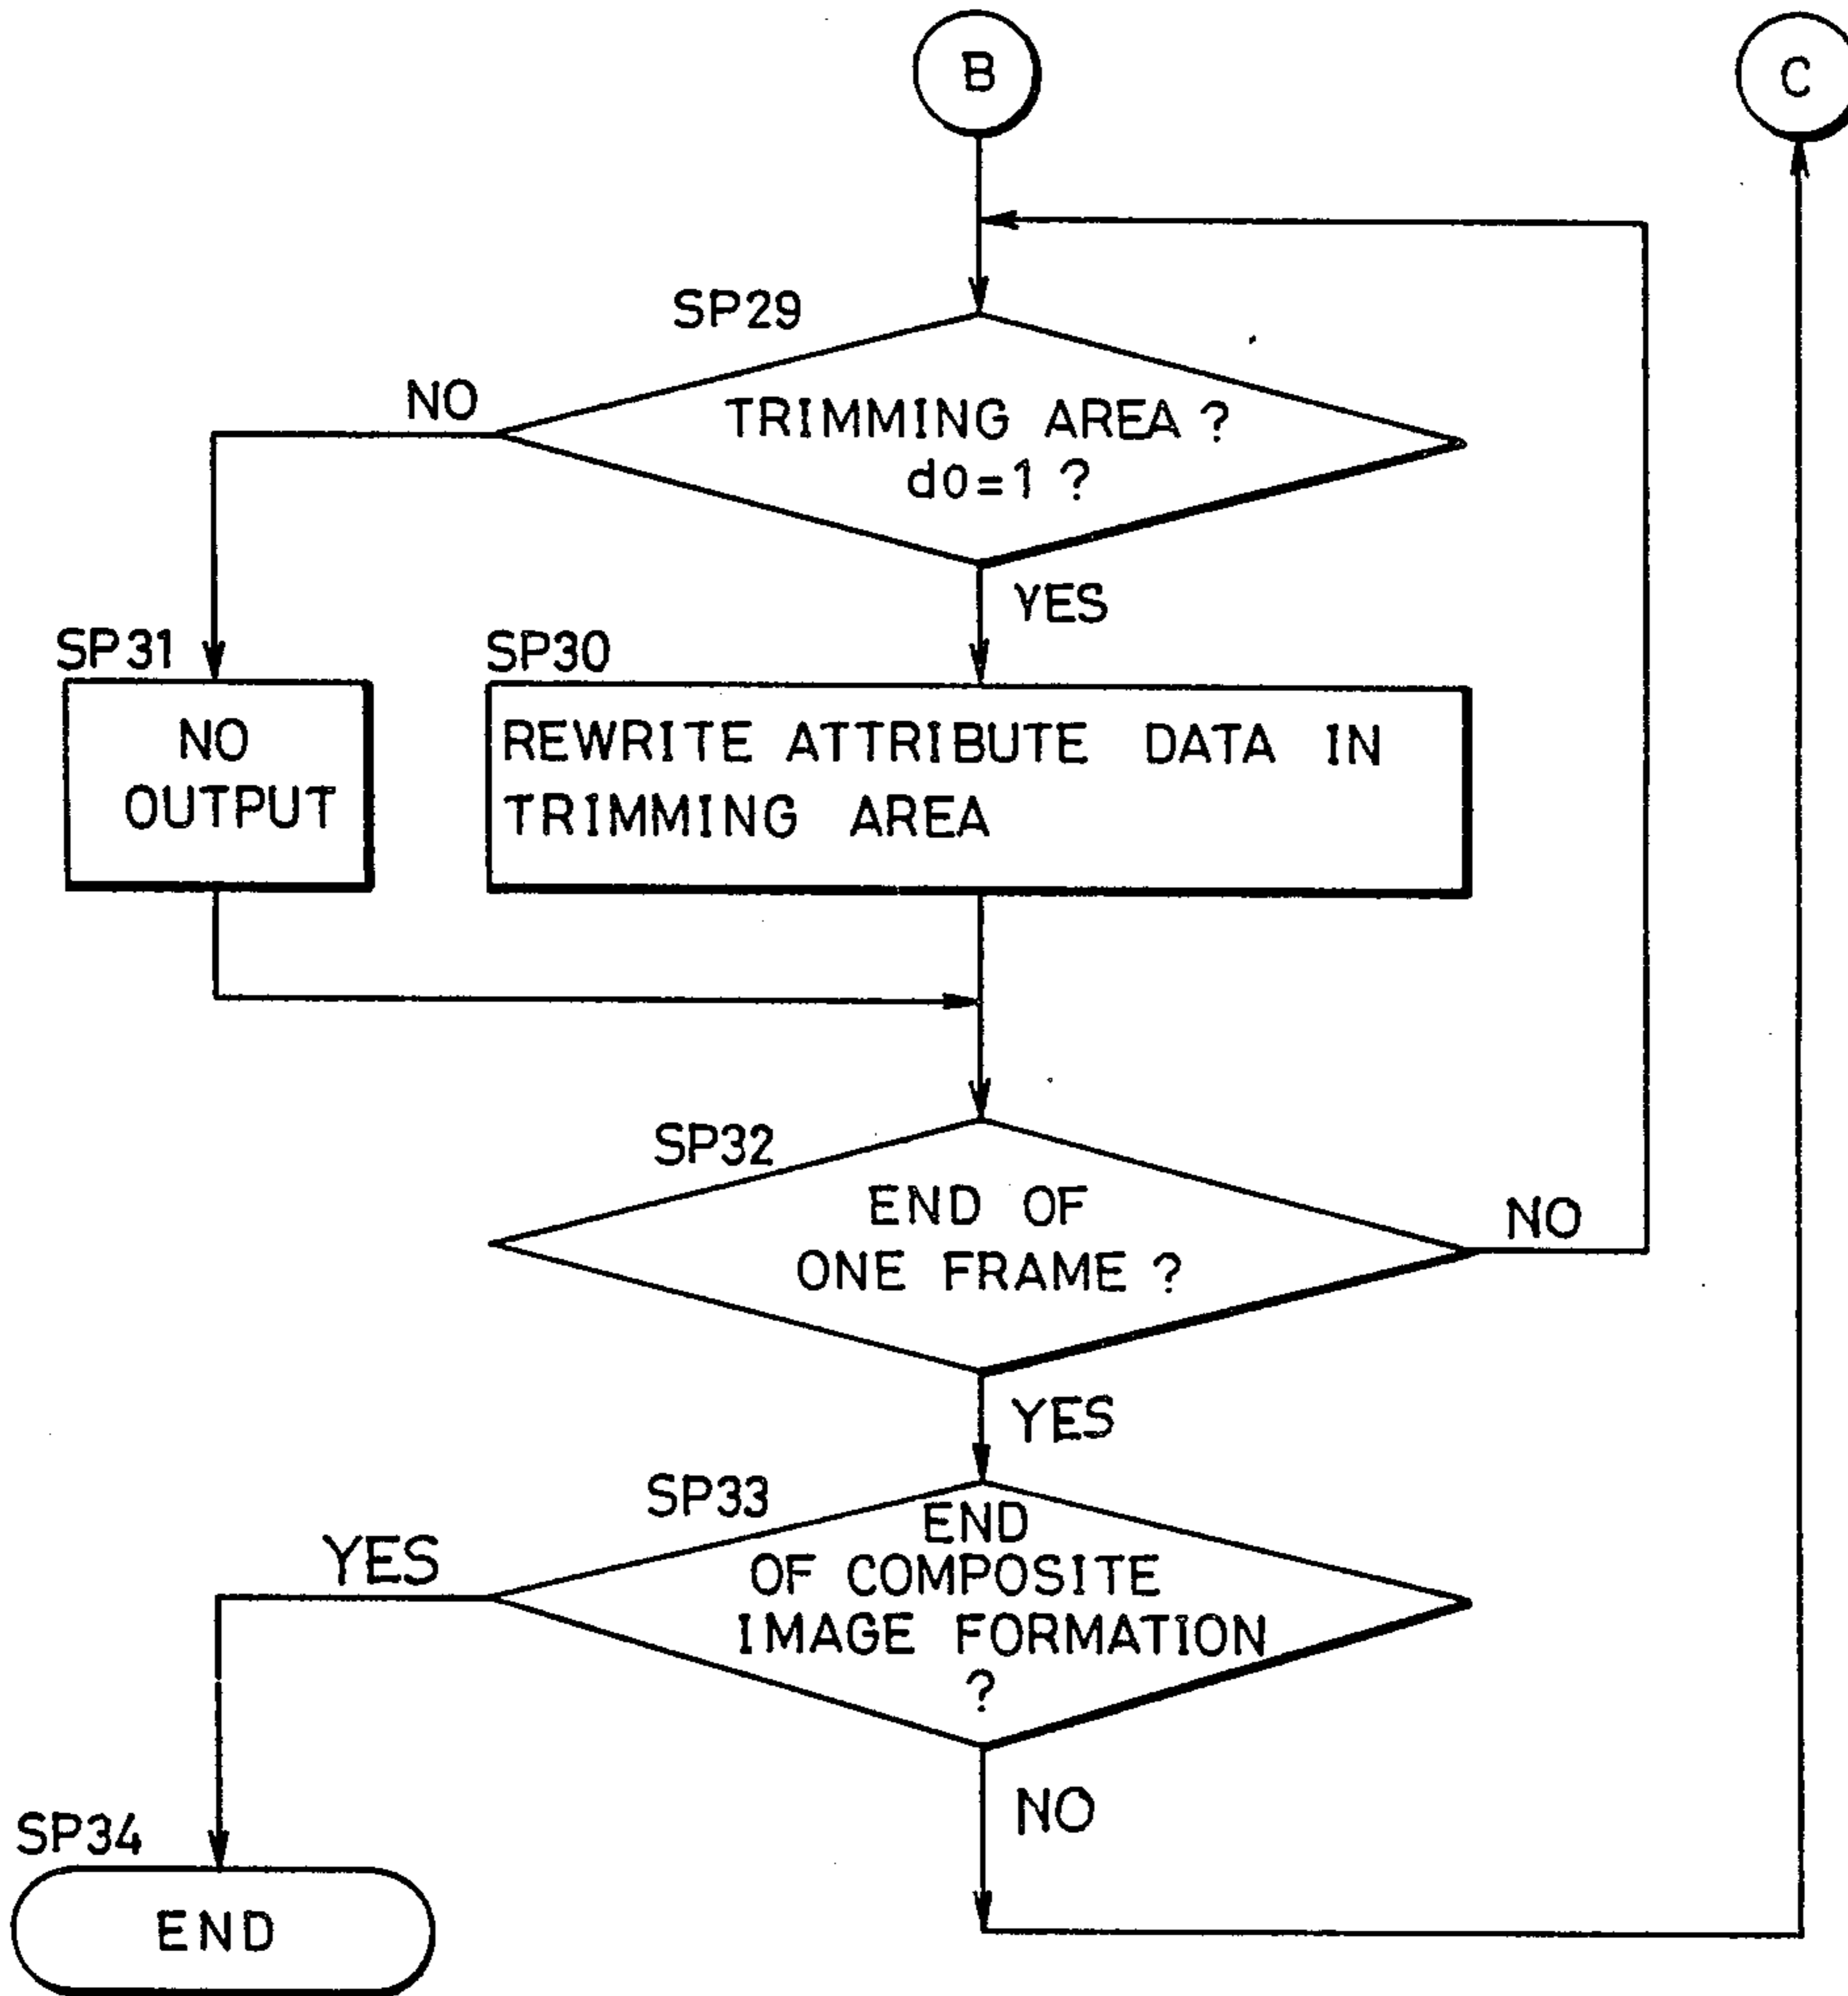 B
C
SP29
NO
TRIMMING AREA ?
d0=1 ?
YES
SP31
SP30
NO
OUTPUT
REWRITE ATTRIBUTE DATA IN
TRIMMING AREA
SP32
END OF
ONE FRAME ?
NO
YES
SP33
YES
END
OF COMPOSITE
IMAGE FORMATION
?
NO
SP34
END